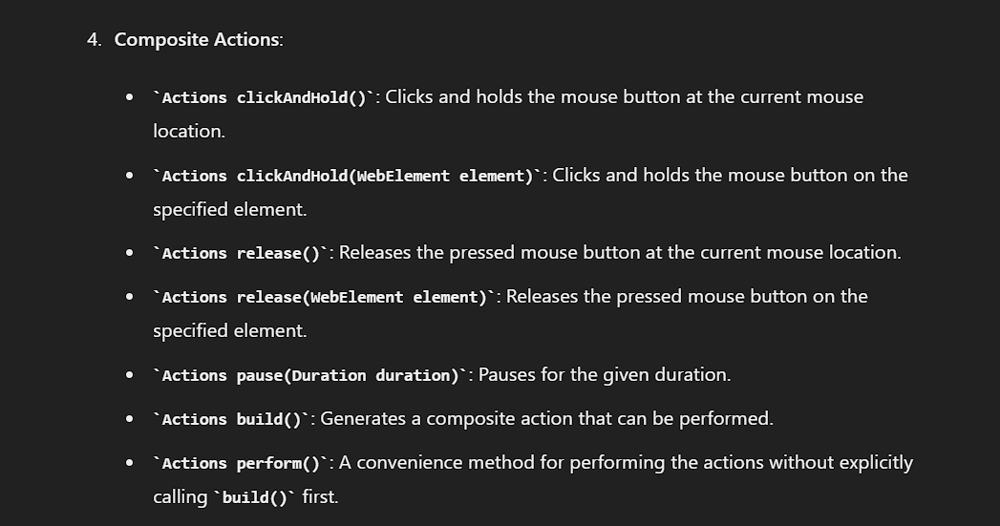 4. Composite Actions:
• `Actions clickAndHold()`: Clicks and holds the mouse button at the current mouse
location.
• `Actions clickAndHold(WebElement element)`: Clicks and holds the mouse button on the
specified element.
• `Actions release()`: Releases the pressed mouse button at the current mouse location.
• `Actions release(WebElement element)`: Releases the pressed mouse button on the
specified element.
• `Actions pause(Duration duration)`: Pauses for the given duration.
• `Actions build()`: Generates a composite action that can be performed.
• `Actions perform()`: A convenience method for performing the actions without explicitly
calling `build()` first.